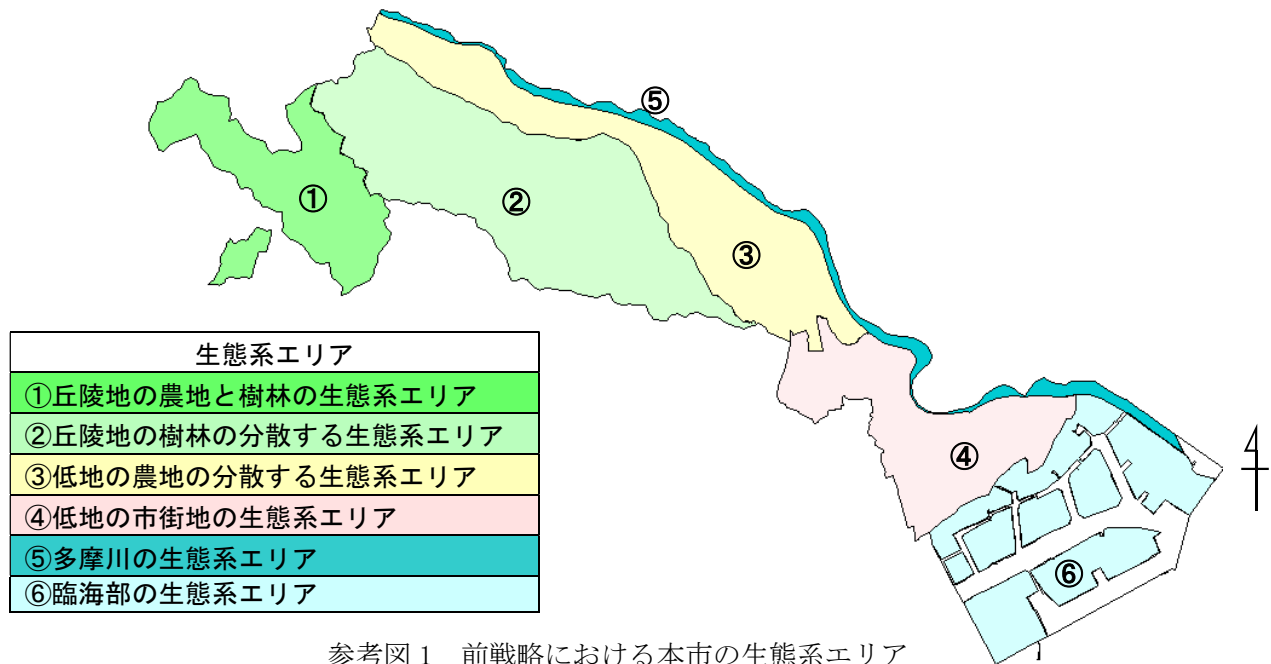 ⑤
①
②
③
④
⑥
4
生態系エリア
①丘陵地の農地と樹林の生態系エリア
②丘陵地の樹林の分散する生態系エリア
③低地の農地の分散する生態系エリア
④低地の市街地の生態系エリア
⑤多摩川の生態系エリア
⑥臨海部の生態系エリア
参考図1 前戦略における本市の生態系エリア